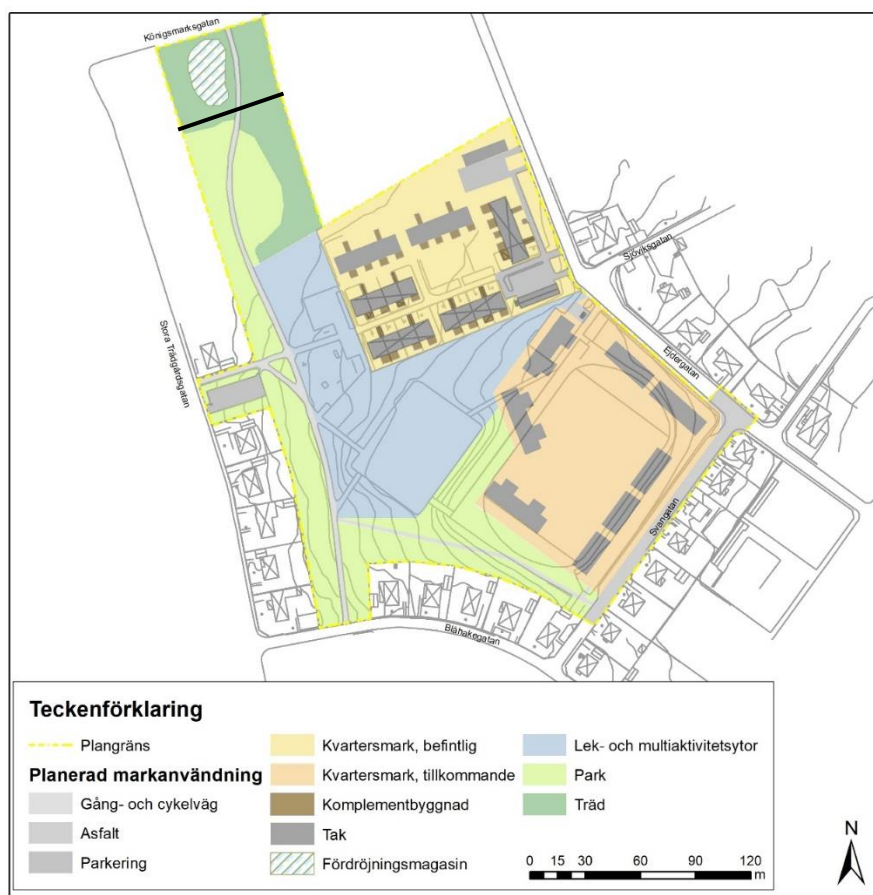 Königsmarksgatan
Sjöviksgatan
Stora Trädgårdsgatan
Ejdergatan
Svangatan
Blåhakegatan
Teckenförklaring
Plangräns
Planerad markanvändning
Gång- och cykelväg
Asfalt
Parkering
Kvartersmark, befintlig
Kvartersmark, tillkommande
Komplementbyggnad
Tak
Fördröjningsmagasin
Lek- och multiaktivitetsytor
Park
Träd
N
0 15 30 60 90 120
m